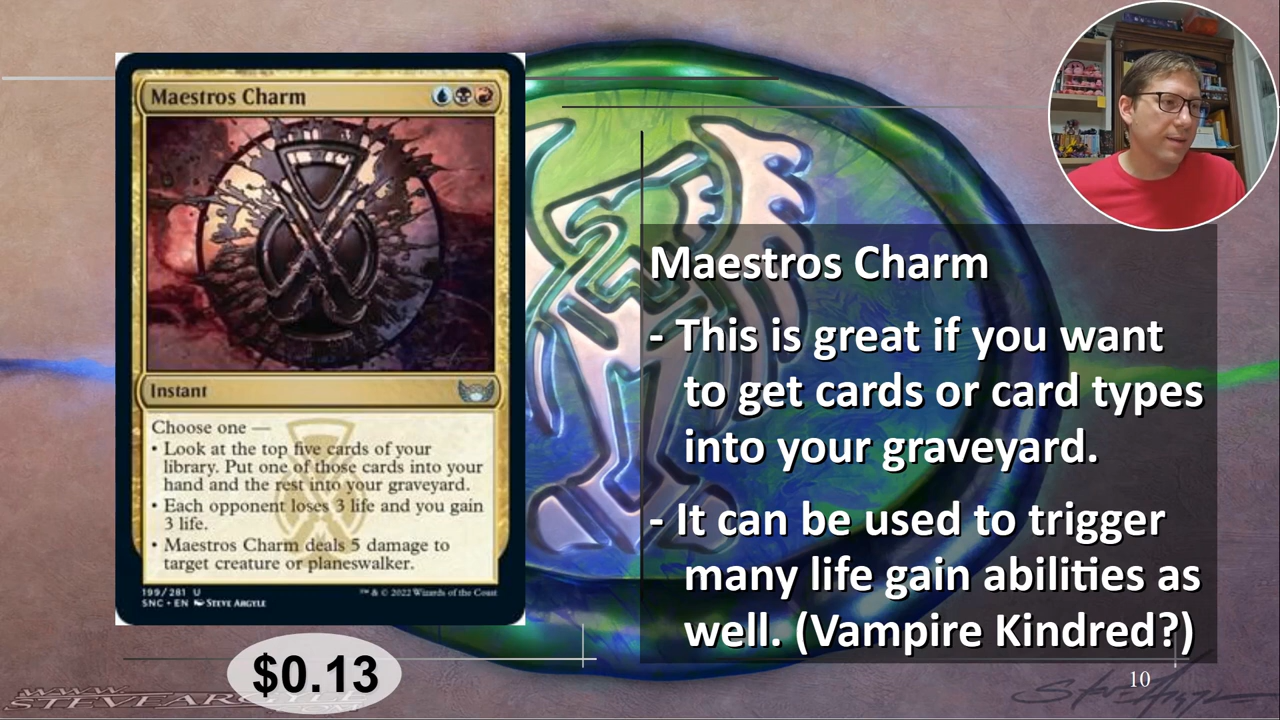 Maestros Charm
Instant
Choose one —
• Look at the top five cards of your
library. Put one of those cards into your
hand and the rest into your graveyard.
• Each opponent loses 3 life and you gain
3 life.
• Maestros Charm deals 5 damage to
target creature or planeswalker.
199/281 U
SNC • EN STEVE ARGYLE
™ & © 2022 Wizards of the Coast
$0.13
Maestros Charm
- This is great if you want
to get cards or card types
into your graveyard.
- It can be used to trigger
many life gain abilities as
well. (Vampire Kindred?)
10